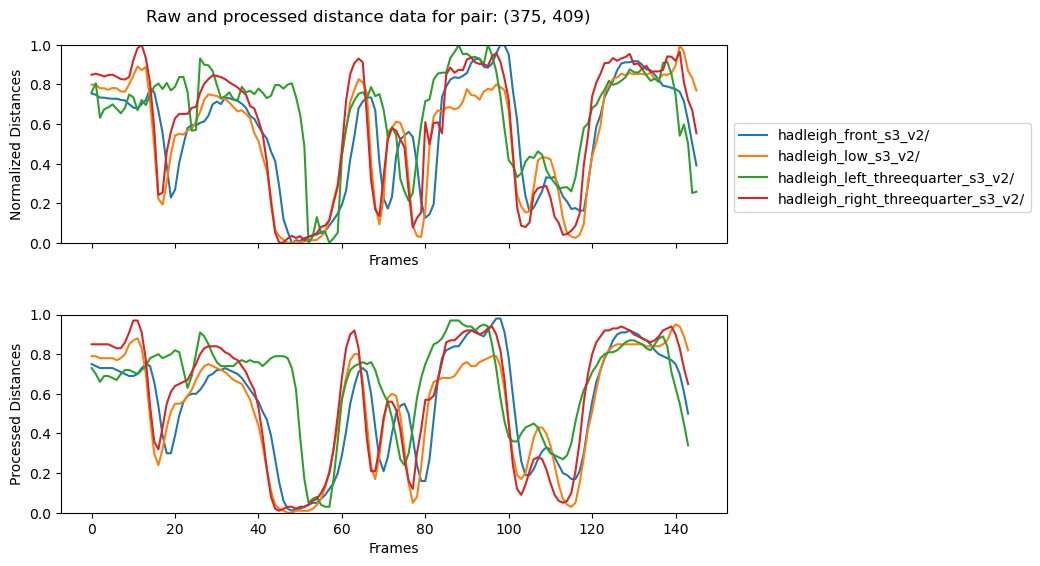 Raw and processed distance data for pair: (375, 409)
Normalized Distances
1.0
0.8
0.6
0.4
0.2
0.0
Frames
hadleigh_front_s3_v2/
hadleigh_low_s3_v2/
hadleigh_left_threequarter_s3_v2/
hadleigh_right_threequarter_s3_v2/
Processed Distances
1.0
0.8
0.6
0.4
0.2
0.0
0 20 40 60 80 100 120 140
Frames